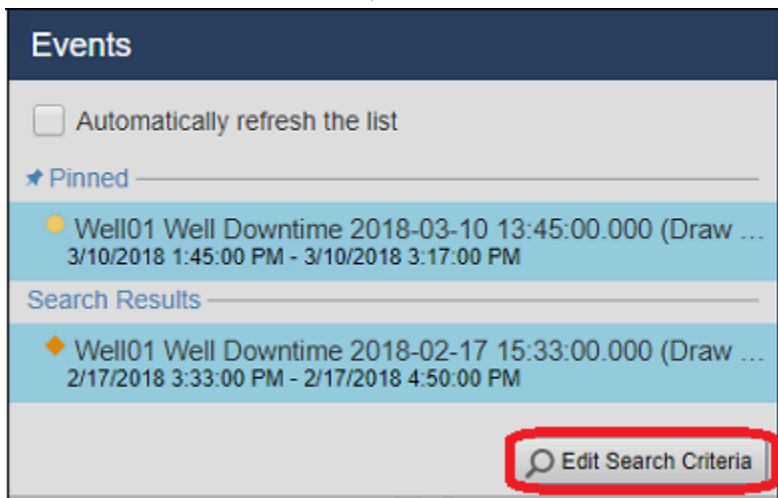 Events
Automatically refresh the list
Pinned
Well01 Well Downtime 2018-03-10 13:45:00.000 (Draw ...
3/10/2018 1:45:00 PM - 3/10/2018 3:17:00 PM
Search Results
Well01 Well Downtime 2018-02-17 15:33:00.000 (Draw ...
2/17/2018 3:33:00 PM - 2/17/2018 4:50:00 PM
Edit Search Criteria